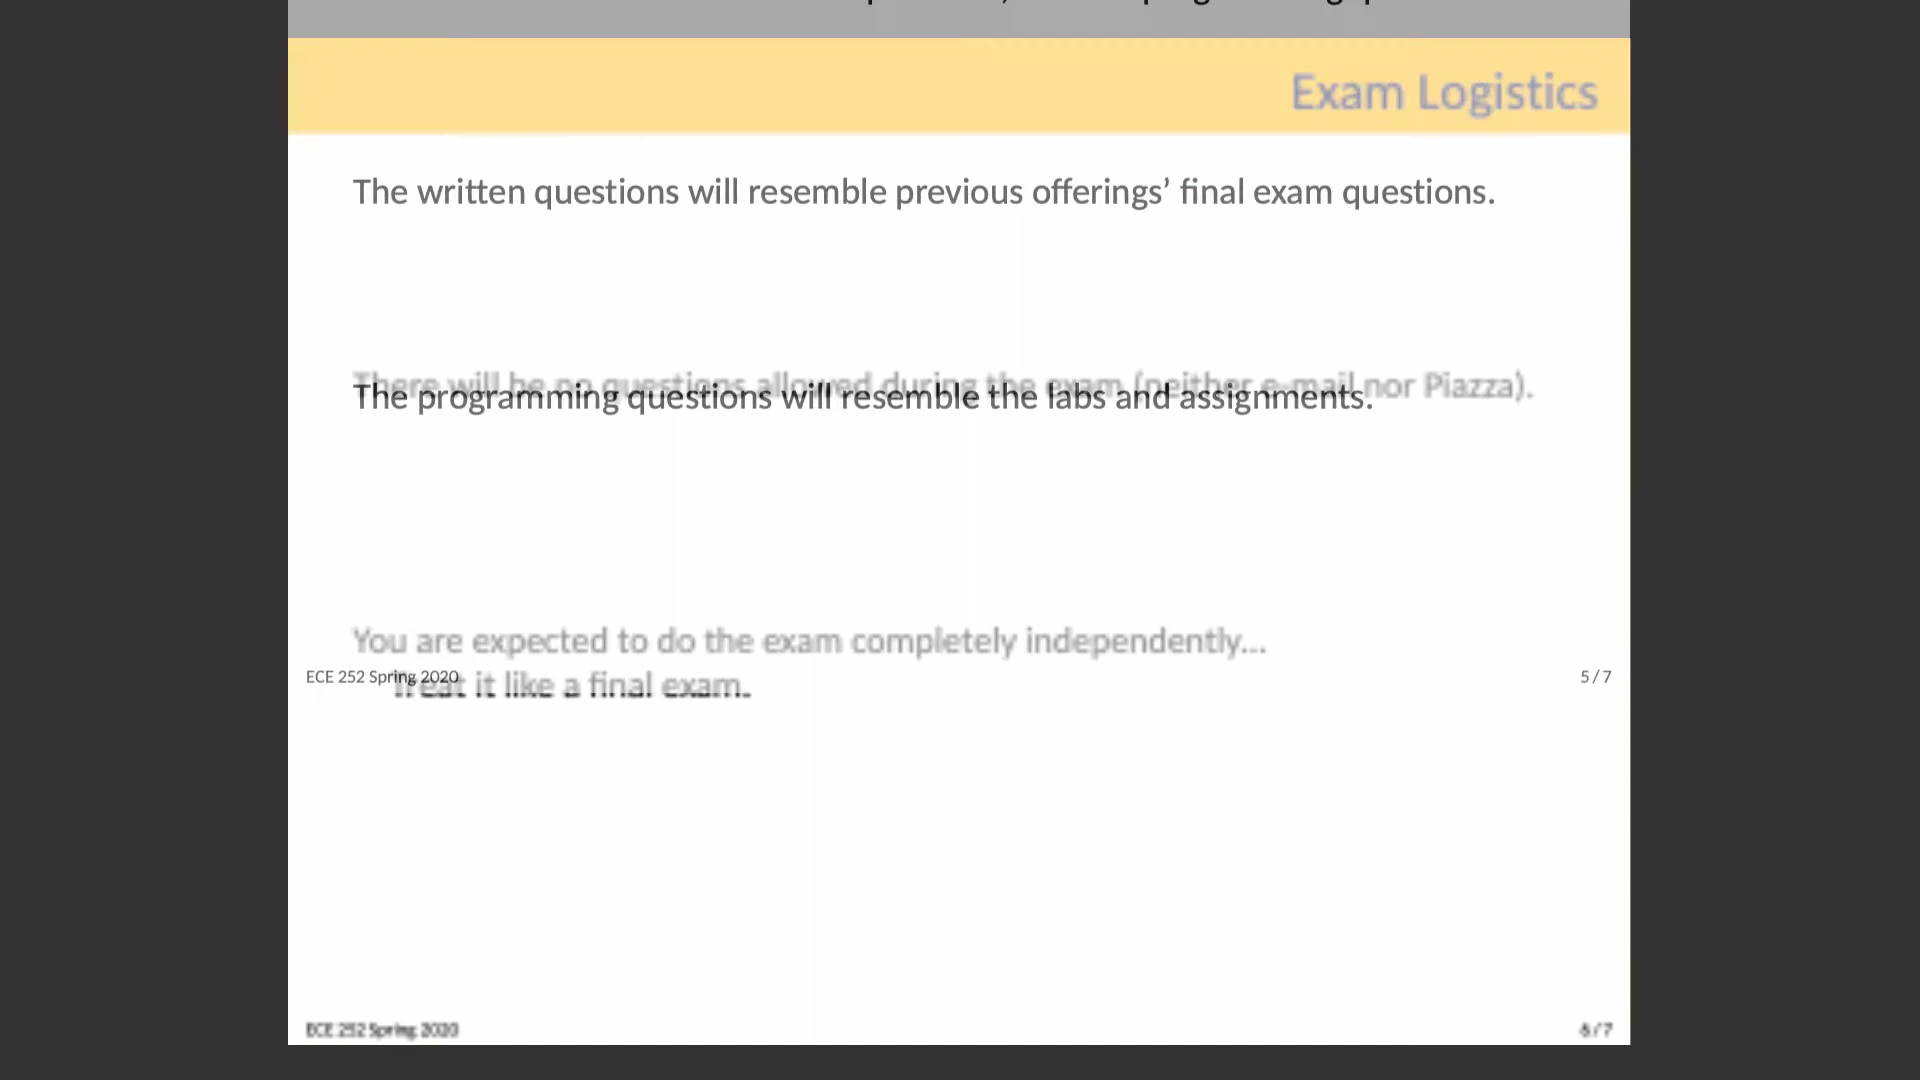 Exam Logistics
The written questions will resemble previous offerings’ final exam questions.
There will be no questions allowed during the exam (neither e-mail nor Piazza).
The programming questions will resemble the labs and assignments.
You are expected to do the exam completely independently...
ECE 252 Spring 2020 5 / 7
Treat it like a final exam.
ECE 252 Spring 2020 6 / 7